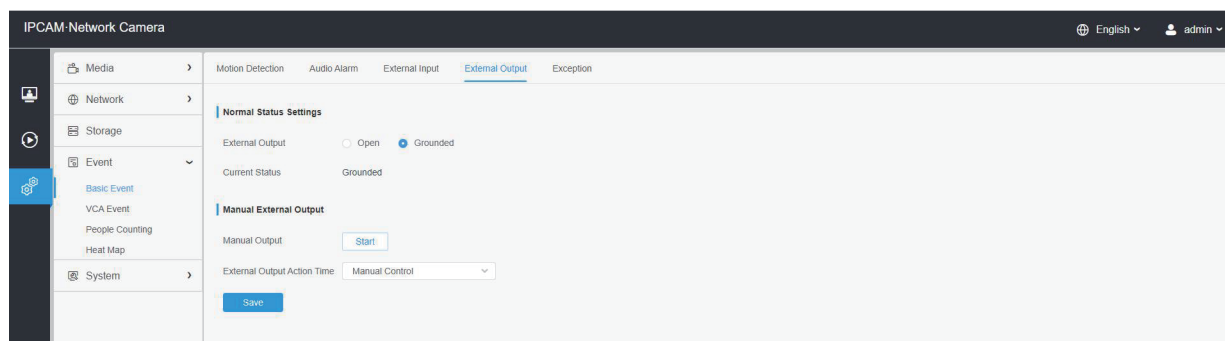 IPCAM·Network Camera
English
admin
Media
Network
Storage
Event
Basic Event
VCA Event
People Counting
Heat Map
System
Motion Detection Audio Alarm External Input External Output Exception
Normal Status Settings
External Output Open Grounded
Current Status Grounded
Manual External Output
Manual Output Start
External Output Action Time Manual Control
Save